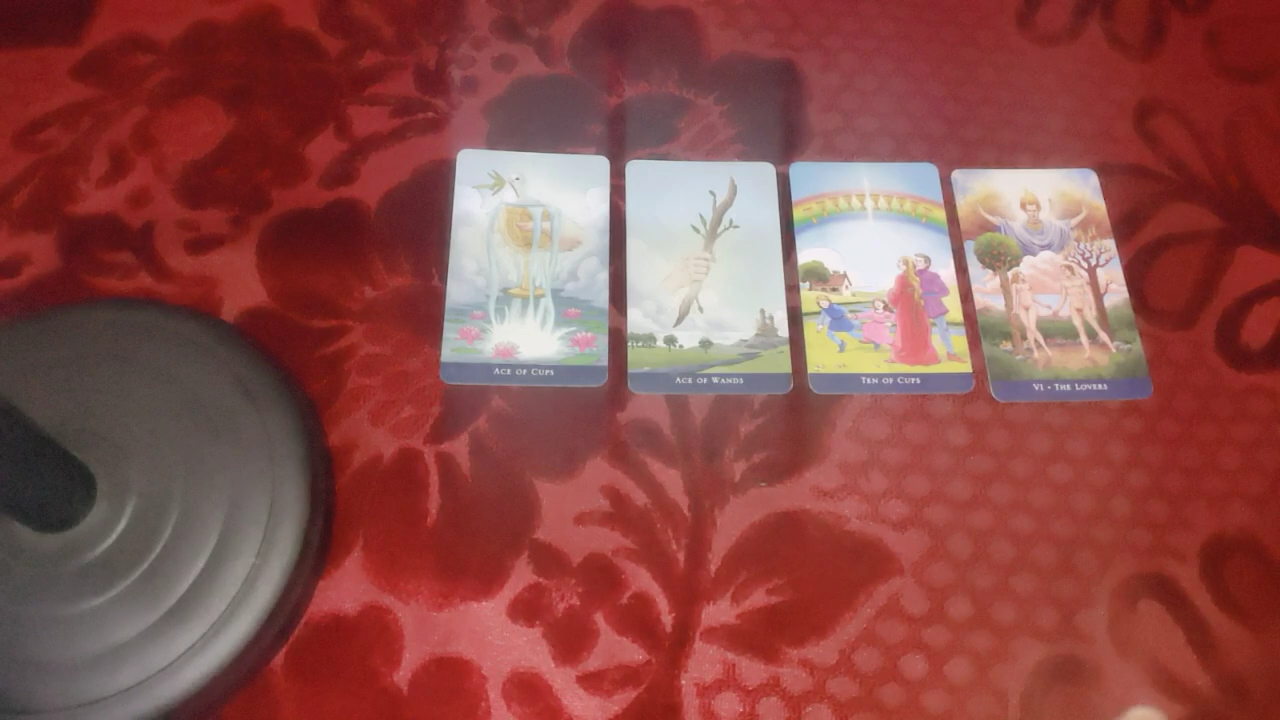 ACE OF CUPS
ACE OF WANDS
TEN OF CUPS
VI • THE LOVERS